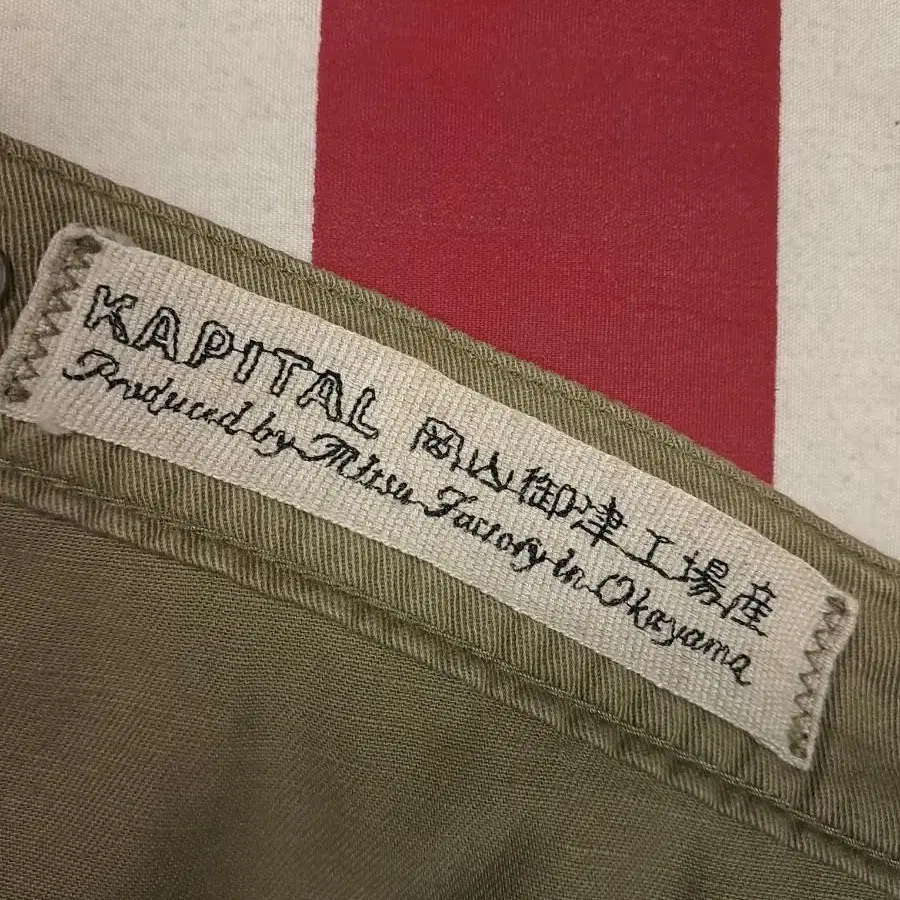 KAPITAL 岡山御津工場産
Produced by Mitsu Factory in Okayama